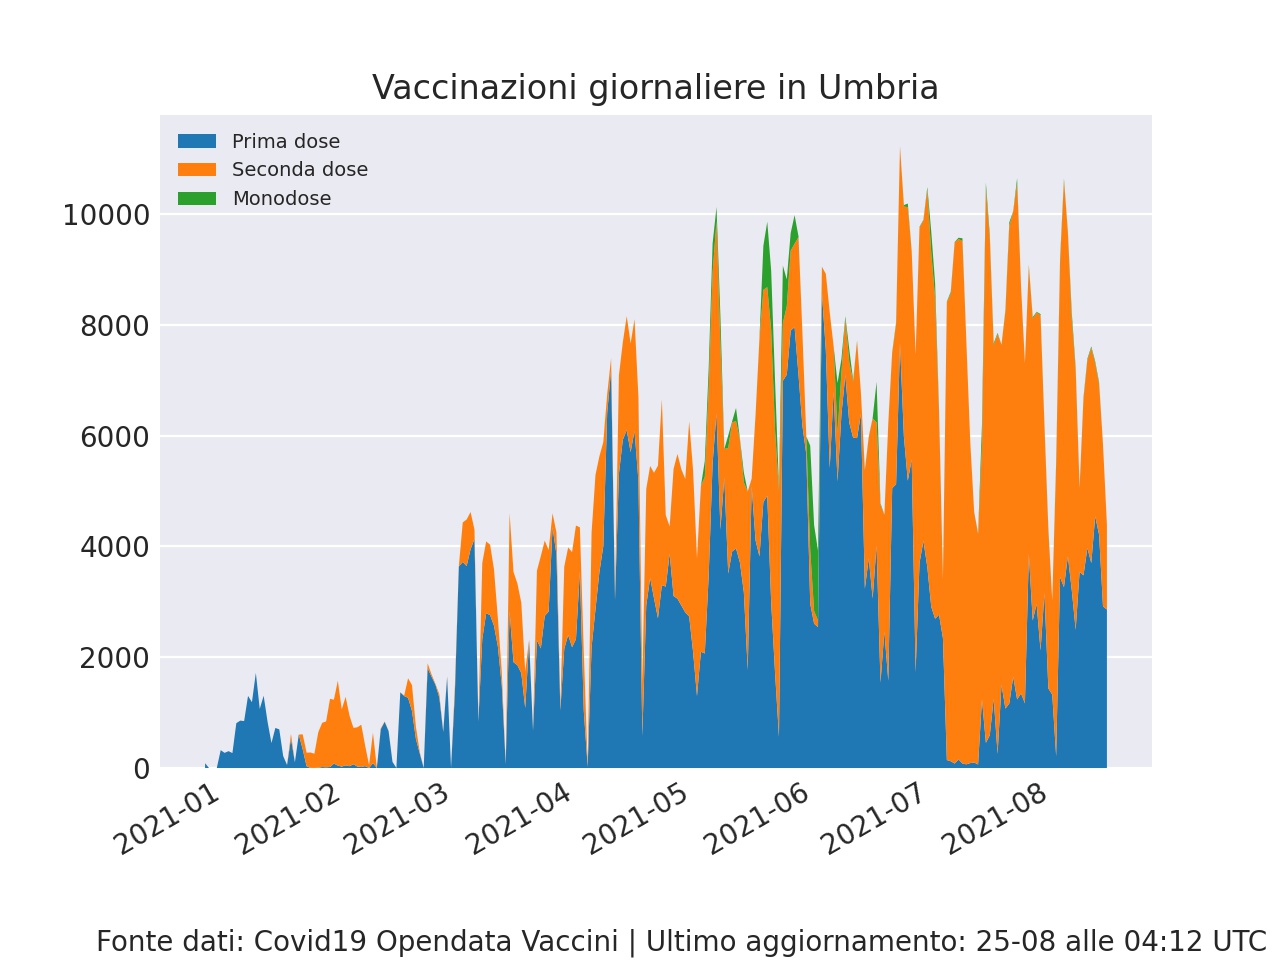 Vaccinazioni giornaliere in Umbria
Prima dose
Seconda dose
Monodose
10000
8000
6000
4000
2000
0
2021-01
2021-02
2021-03
2021-04
2021-05
2021-06
2021-07
2021-08
Fonte dati: Covid19 Opendata Vaccini | Ultimo aggiornamento: 25-08 alle 04:12 UTC